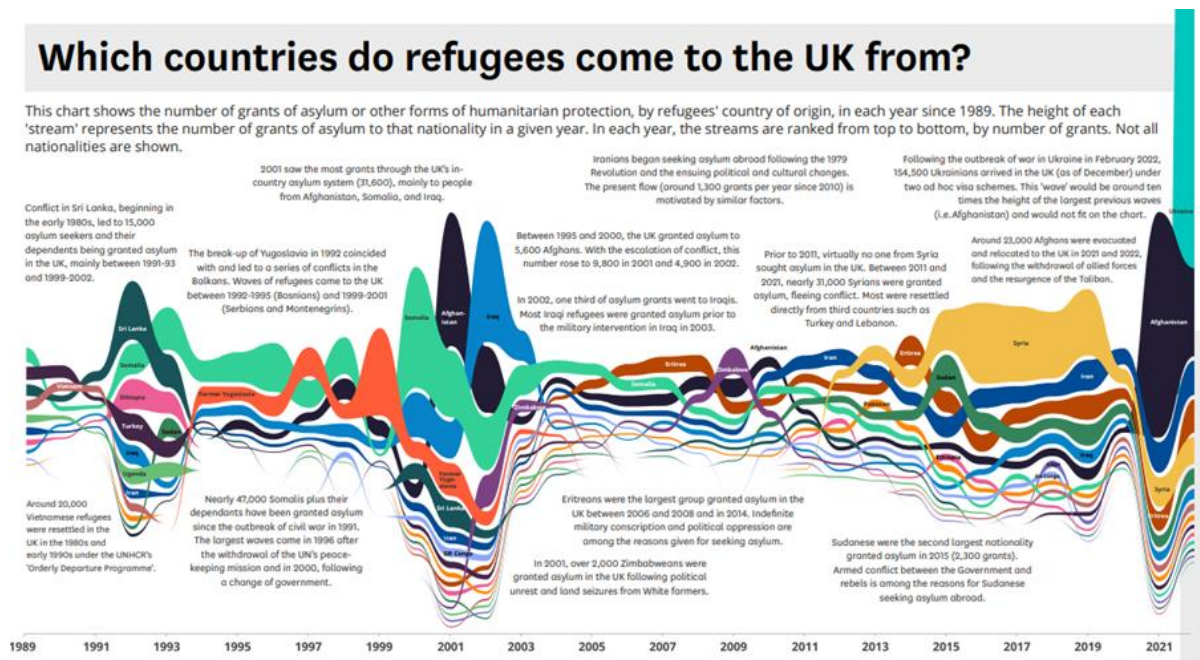 Which countries do refugees come to the UK from?
This chart shows the number of grants of asylum or other forms of humanitarian protection, by refugees' country of origin, in each year since 1989. The height of each
'stream' represents the number of grants of asylum to that nationality in a given year. In each year, the streams are ranked from top to bottom, by number of grants. Not all
nationalities are shown.
2001 saw the most grants through the UK's in-
country asylum system (31,600), mainly to people
from Afghanistan, Somalia, and Iraq.
Iranians began seeking asylum abroad following the 1979
Revolution and the ensuing political and cultural changes.
The present flow (around 1,300 grants per year since 2010) is
motivated by similar factors.
Following the outbreak of war in Ukraine in February 2022,
154,500 Ukrainians arrived in the UK (as of December) under
two ad hoc visa schemes. This 'wave' would be around ten
times the height of the largest previous waves
(i.e. Afghanistan) and would not fit on the chart.
Ukraine
Conflict in Sri Lanka, beginning in
the early 1980s, led to 15,000
asylum seekers and their
dependents being granted asylum
in the UK, mainly between 1991-93
and 1999-2002.
The break-up of Yugoslavia in 1992 coincided
with and led to a series of conflicts in the
Balkans. Waves of refugees come to the UK
between 1992-1995 (Bosnians) and 1999-2001
(Serbians and Montenegrins).
Between 1995 and 2000, the UK granted asylum to
5,600 Afghans. With the escalation of conflict, this
number rose to 9,800 in 2001 and 4,900 in 2002.
In 2002, one third of asylum grants went to Iraqis.
Most Iraqi refugees were granted asylum prior to
the military intervention in Iraq in 2003.
Prior to 2011, virtually no one from Syria
sought asylum in the UK. Between 2011 and
2021, nearly 31,000 Syrians were granted
asylum, fleeing conflict. Most were resettled
directly from third countries such as
Turkey and Lebanon.
Around 23,000 Afghans were evacuated
and relocated to the UK in 2021 and 2022,
following the withdrawal of allied forces
and the resurgence of the Taliban.
Sri Lanka
Somalia
Vietnam
Ethiopia
Turkey
Sudan
Iraq
Uganda
Iran
Former Yugoslavia
Somalia
Afghan-
istan
Iraq
Former
Yugo-
slavia
Sri Lanka
Iran
DR Congo
Zimbabwe
Eritrea
Somalia
Zimbabwe
Afghanistan
Iran
Eritrea
Pakistan
Sudan
Ethiopia
Syria
Iran
Iraq
Afghanistan
Syria
Eritrea
Around 20,000
Vietnamese refugees
were resettled in the
UK in the 1980s and
early 1990s under the UNHCR's
'Orderly Departure Programme'.
Nearly 47,000 Somalis plus their
dependants have been granted asylum
since the outbreak of civil war in 1991.
The largest waves came in 1996 after
the withdrawal of the UN's peace-
keeping mission and in 2000, following
a change of government.
Eritreans were the largest group granted asylum in the
UK between 2006 and 2008 and in 2014. Indefinite
military conscription and political oppression are
among the reasons given for seeking asylum.
In 2001, over 2,000 Zimbabweans were
granted asylum in the UK following political
unrest and land seizures from White farmers.
Sudanese were the second largest nationality
granted asylum in 2015 (2,300 grants).
Armed conflict between the Government and
rebels is among the reasons for Sudanese
seeking asylum abroad.
1989 1991 1993 1995 1997 1999 2001 2003 2005 2007 2009 2011 2013 2015 2017 2019 2021